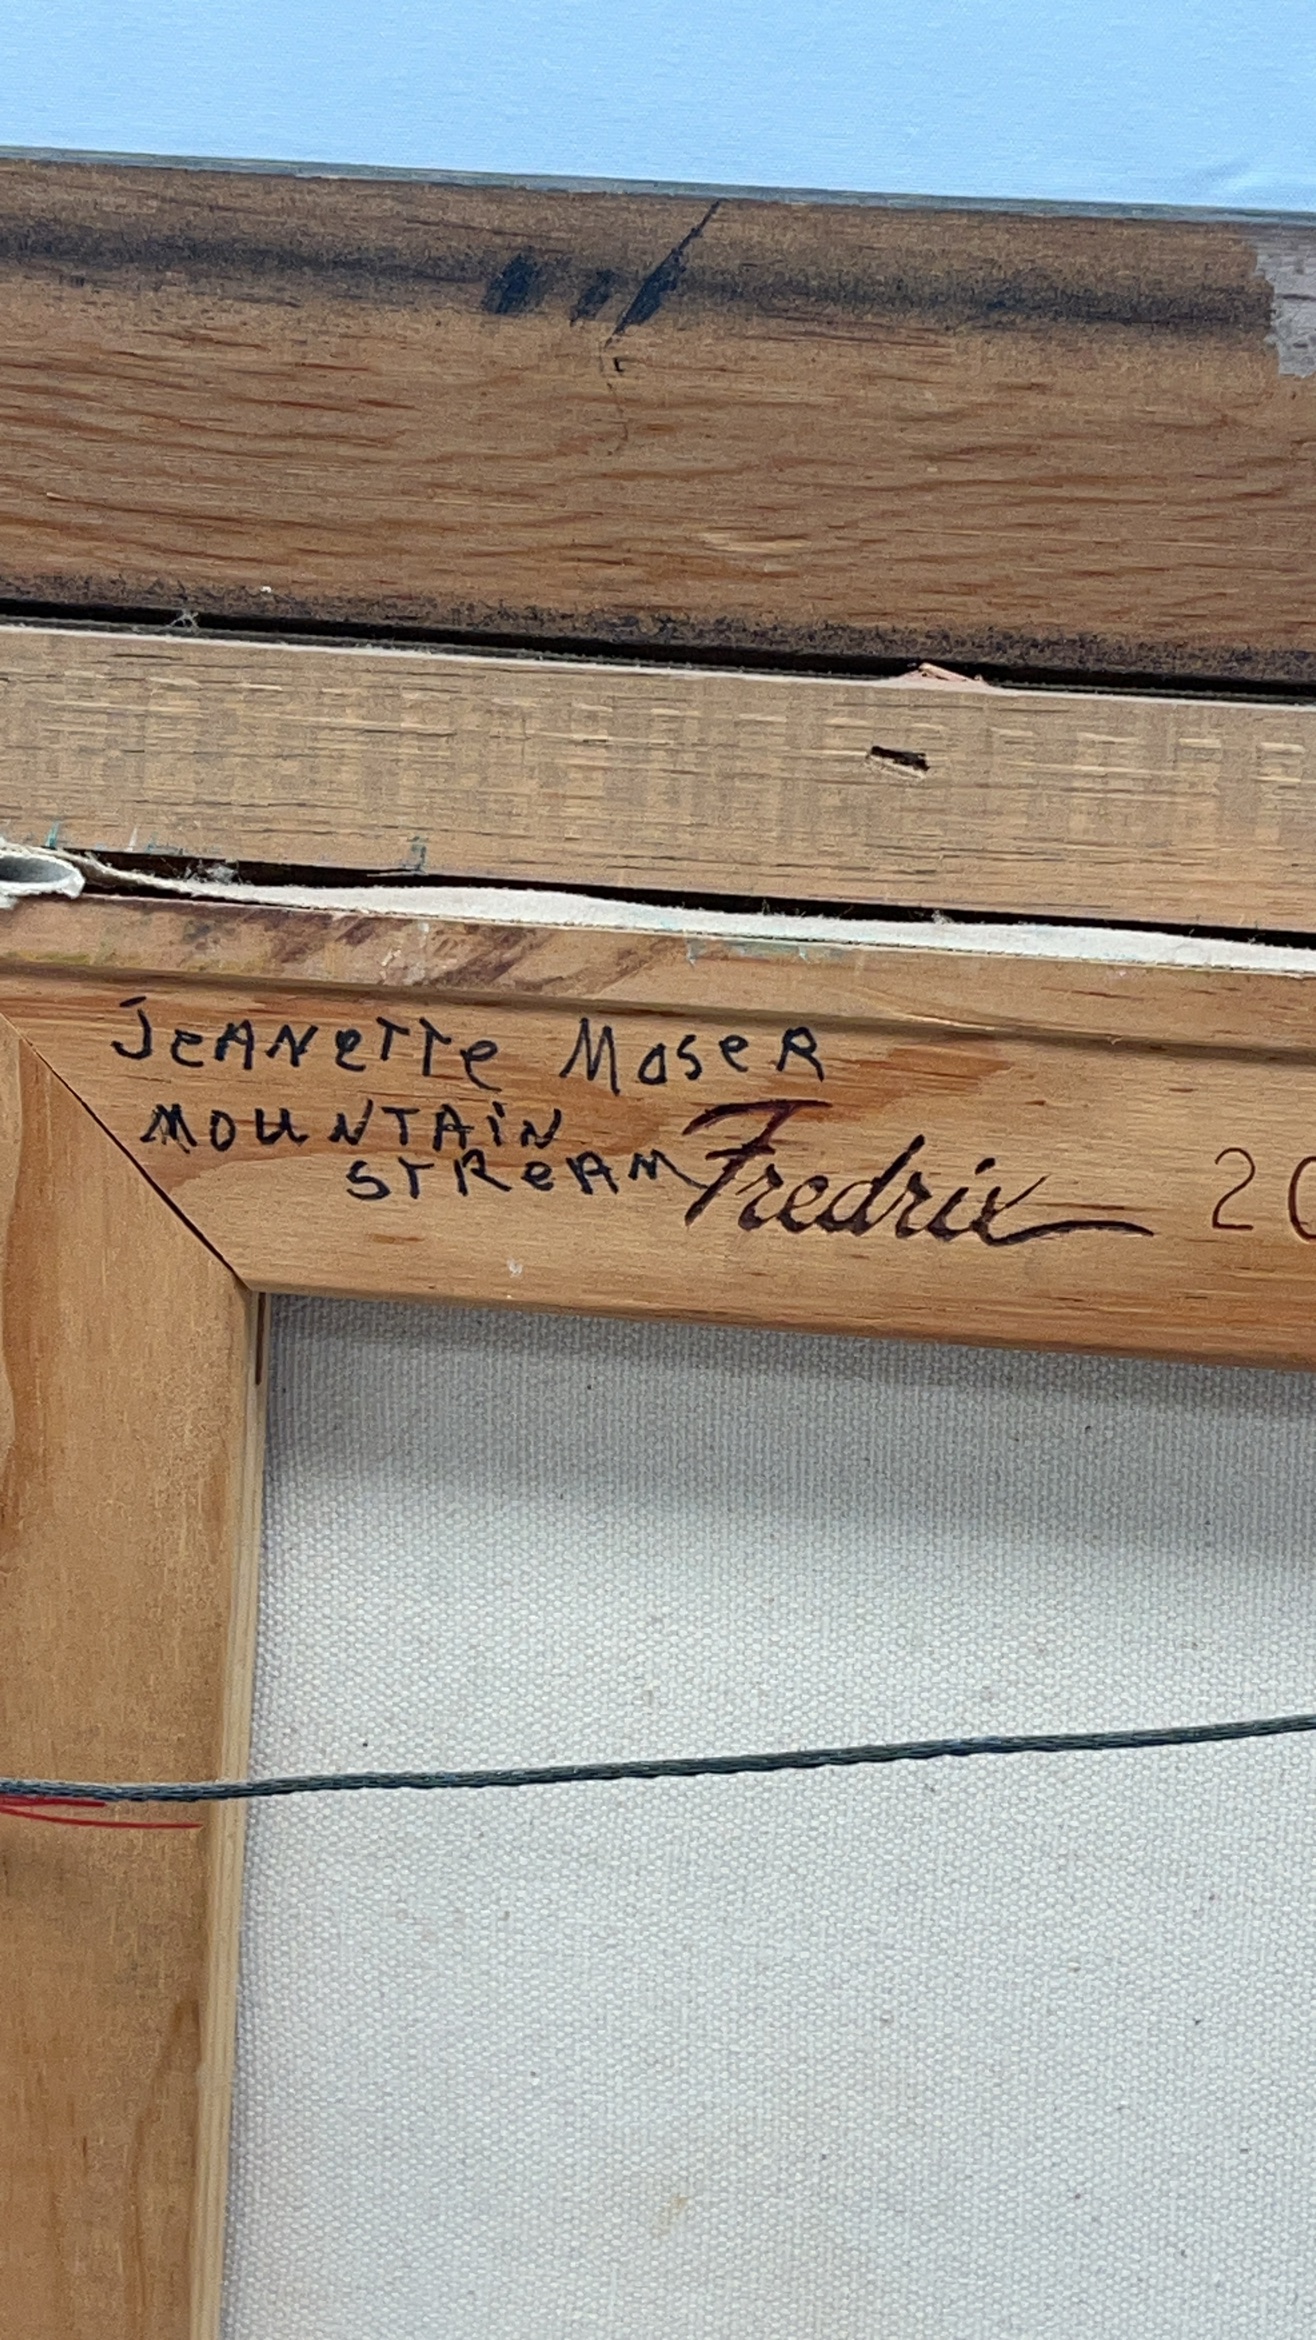 JeANeTTe MoseR
MOUNTAiN
STReAM
Fredrix 20